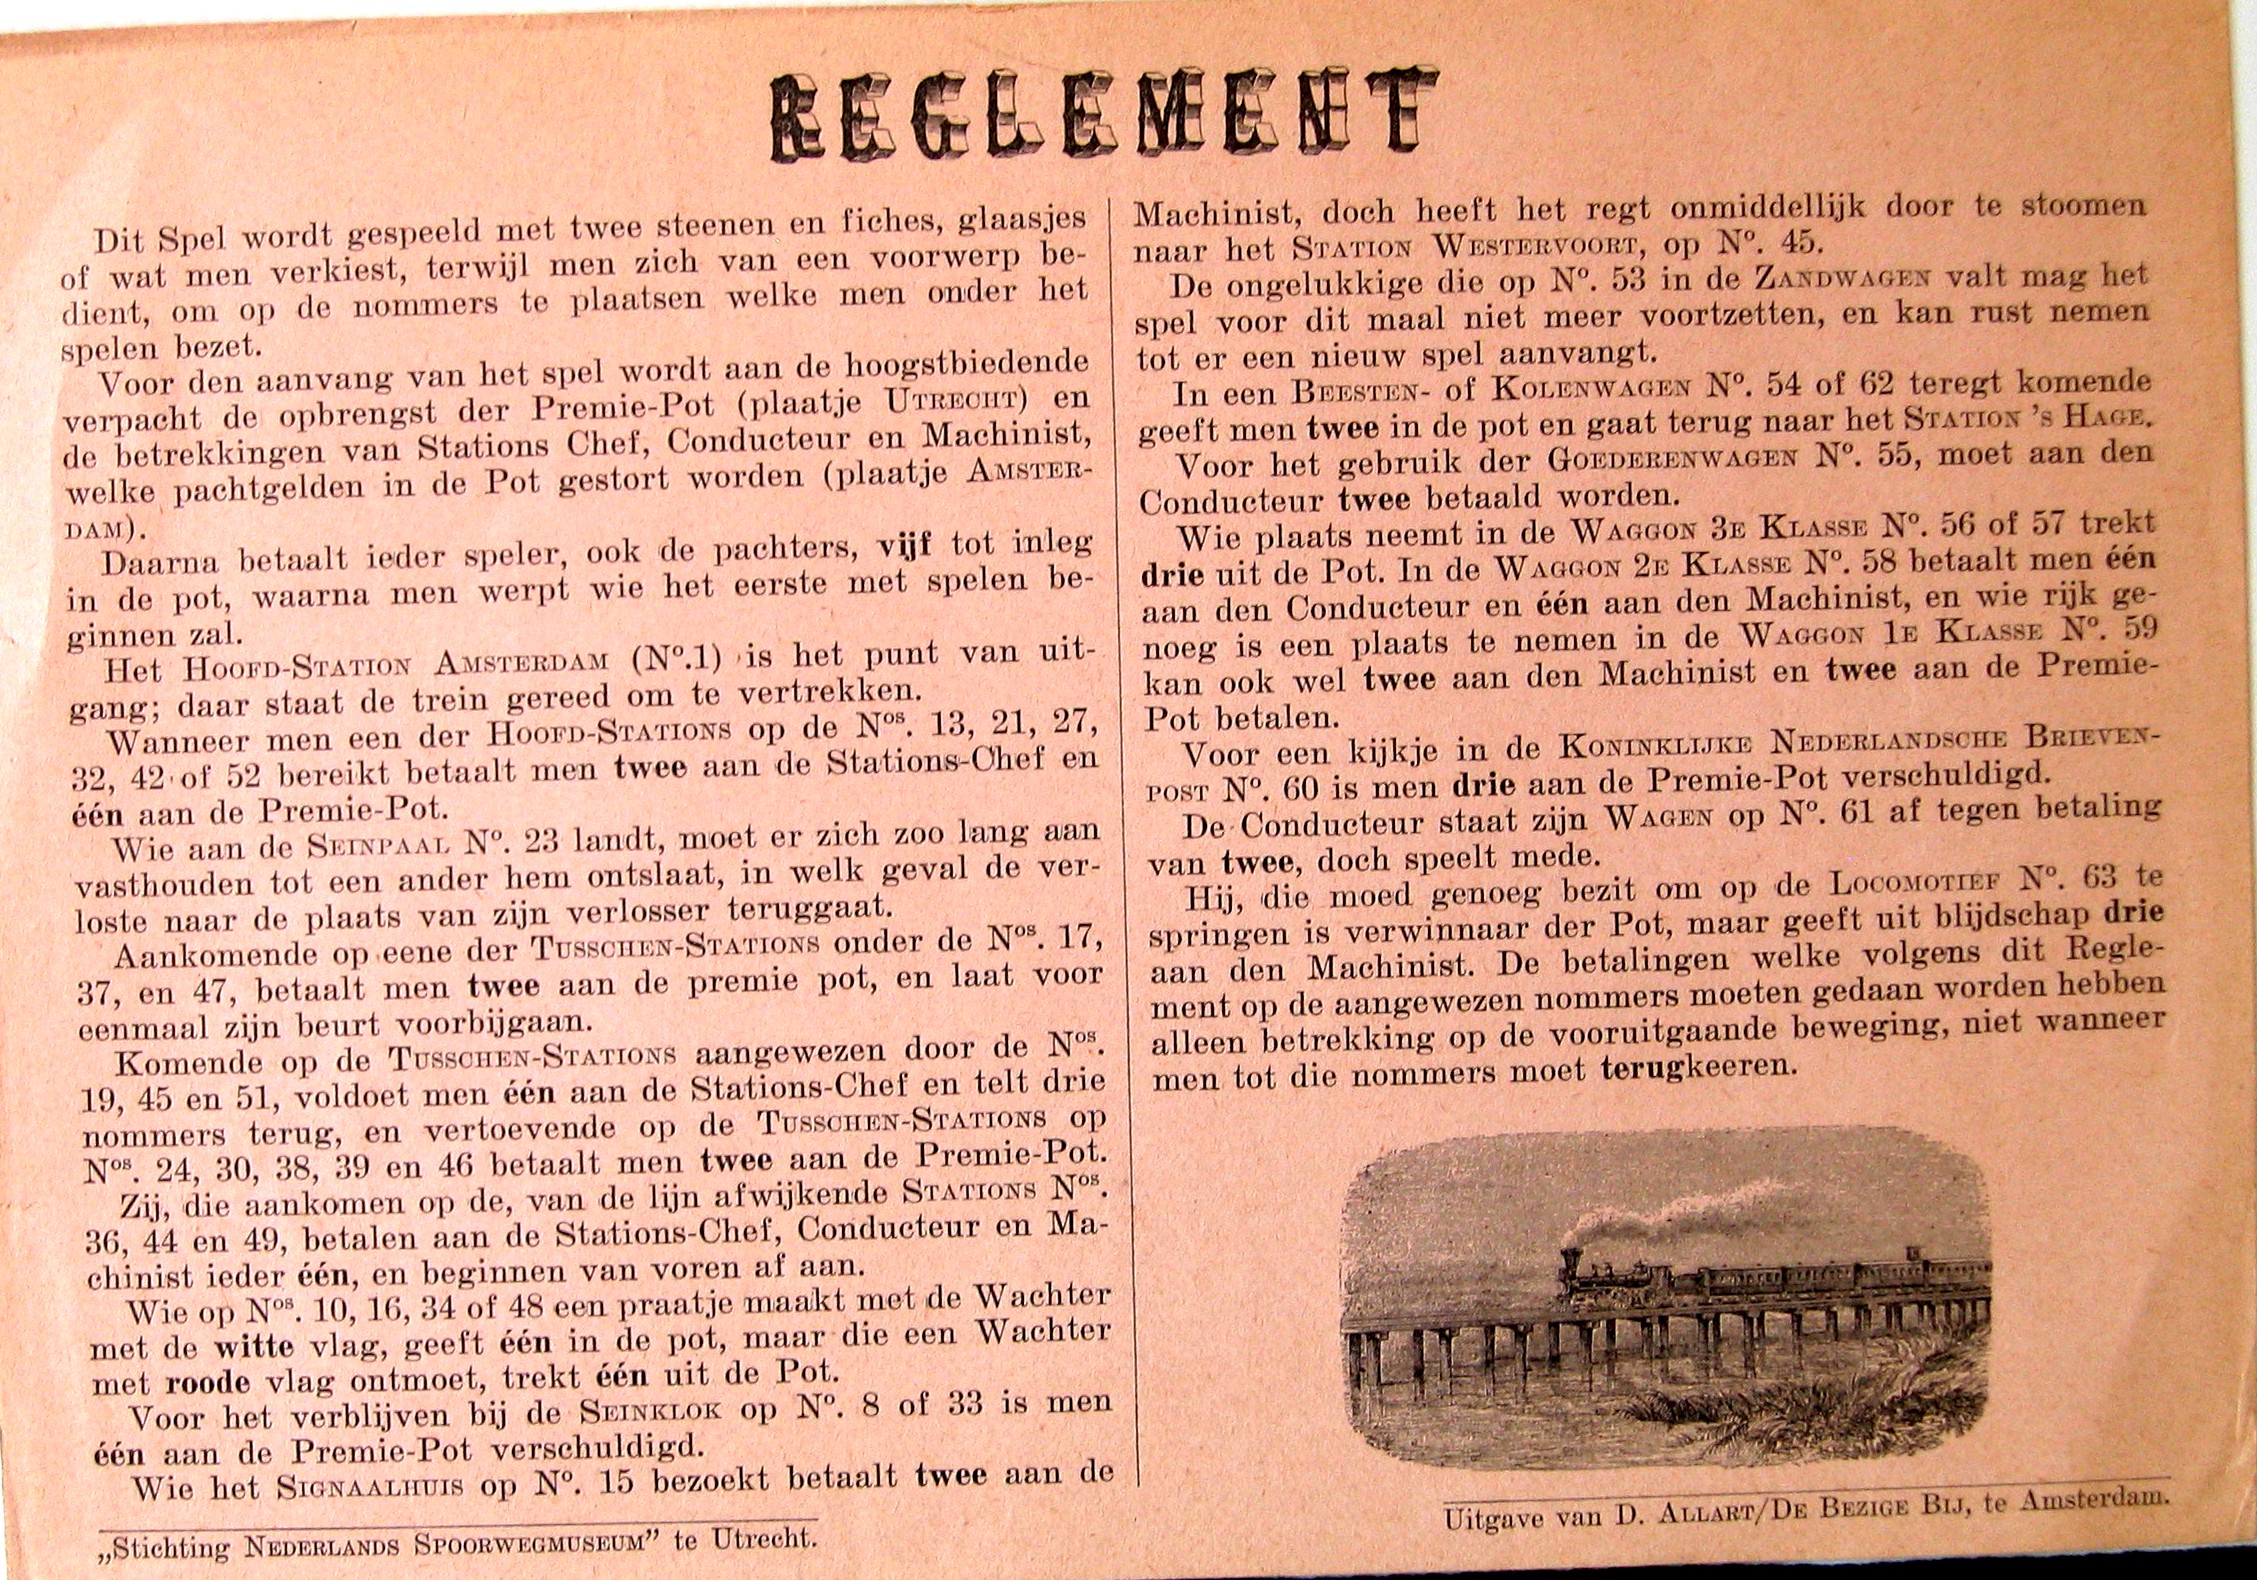 REGLEMENT
Dit Spel wordt gespeeld met twee steenen en fiches, glaasjes
of wat men verkiest, terwijl men zich van een voorwerp be-
dient, om op de nommers te plaatsen welke men onder het
spelen bezet.
Voor den aanvang van het spel wordt aan de hoogstbiedende
verpacht de opbrengst der Premie-Pot (plaatje UTRECHT) en
de betrekkingen van Stations Chef, Conducteur en Machinist,
welke pachtgelden in de Pot gestort worden (plaatje AMSTER-
DAM).
Daarna betaalt ieder speler, ook de pachters, vijf tot inleg
in de pot, waarna men werpt wie het eerste met spelen be-
ginnen zal.
Het HOOFD-STATION AMSTERDAM (Nº.1) is het punt van uit-
gang; daar staat de trein gereed om te vertrekken.
Wanneer men een der HOOFD-STATIONS op de Nos. 13, 21, 27,
32, 42 of 52 bereikt betaalt men twee aan de Stations-Chef en
één aan de Premie-Pot.
Wie aan de SEINPAAL Nº. 23 landt, moet er zich zoo lang aan
vasthouden tot een ander hem ontslaat, in welk geval de ver-
loste naar de plaats van zijn verlosser teruggaat.
Aankomende op eene der TUSSCHEN-STATIONS onder de Nos. 17,
37, en 47, betaalt men twee aan de premie pot, en laat voor
eenmaal zijn beurt voorbijgaan.
Komende op de TUSSCHEN-STATIONS aangewezen door de Nos.
19, 45 en 51, voldoet men één aan de Stations-Chef en telt drie
nommers terug, en vertoevende op de TUSSCHEN-STATIONS op
Nos. 24, 30, 38, 39 en 46 betaalt men twee aan de Premie-Pot.
Zij, die aankomen op de, van de lijn afwijkende STATIONS Nos.
36, 44 en 49, betalen aan de Stations-Chef, Conducteur en Ma-
chinist ieder één, en beginnen van voren af aan.
Wie op Nos. 10, 16, 34 of 48 een praatje maakt met de Wachter
met de witte vlag, geeft één in de pot, maar die een Wachter
met roode vlag ontmoet, trekt één uit de Pot.
Voor het verblijven bij de SEINKLOK op Nº. 8 of 33 is men
één aan de Premie-Pot verschuldigd.
Wie het SIGNAALHUIS op Nº. 15 bezoekt betaalt twee aan de
„Stichting NEDERLANDS SPOORWEGMUSEUM” te Utrecht.
Machinist, doch heeft het regt onmiddellijk door te stoomen
naar het STATION WESTERVOORT, op Nº. 45.
De ongelukkige die op Nº. 53 in de ZANDWAGEN valt mag het
spel voor dit maal niet meer voortzetten, en kan rust nemen
tot er een nieuw spel aanvangt.
In een BEESTEN- of KOLENWAGEN Nº. 54 of 62 teregt komende
geeft men twee in de pot en gaat terug naar het STATION 's HAGE.
Voor het gebruik der GOEDERENWAGEN Nº. 55, moet aan den
Conducteur twee betaald worden.
Wie plaats neemt in de WAGGON 3E KLASSE Nº. 56 of 57 trekt
drie uit de Pot. In de WAGGON 2E KLASSE Nº. 58 betaalt men één
aan den Conducteur en één aan den Machinist, en wie rijk ge-
noeg is een plaats te nemen in de WAGGON 1E KLASSE Nº. 59
kan ook wel twee aan den Machinist en twee aan de Premie-
Pot betalen.
Voor een kijkje in de KONINKLIJKE NEDERLANDSCHE BRIEVEN-
POST Nº. 60 is men drie aan de Premie-Pot verschuldigd.
De Conducteur staat zijn WAGEN op Nº. 61 af tegen betaling
van twee, doch speelt mede.
Hij, die moed genoeg bezit om op de LOCOMOTIEF Nº. 63 te
springen is verwinnaar der Pot, maar geeft uit blijdschap drie
aan den Machinist. De betalingen welke volgens dit Regle-
ment op de aangewezen nommers moeten gedaan worden hebben
alleen betrekking op de vooruitgaande beweging, niet wanneer
men tot die nommers moet terugkeeren.
Uitgave van D. ALLART/DE BEZIGE BIJ, te Amsterdam.